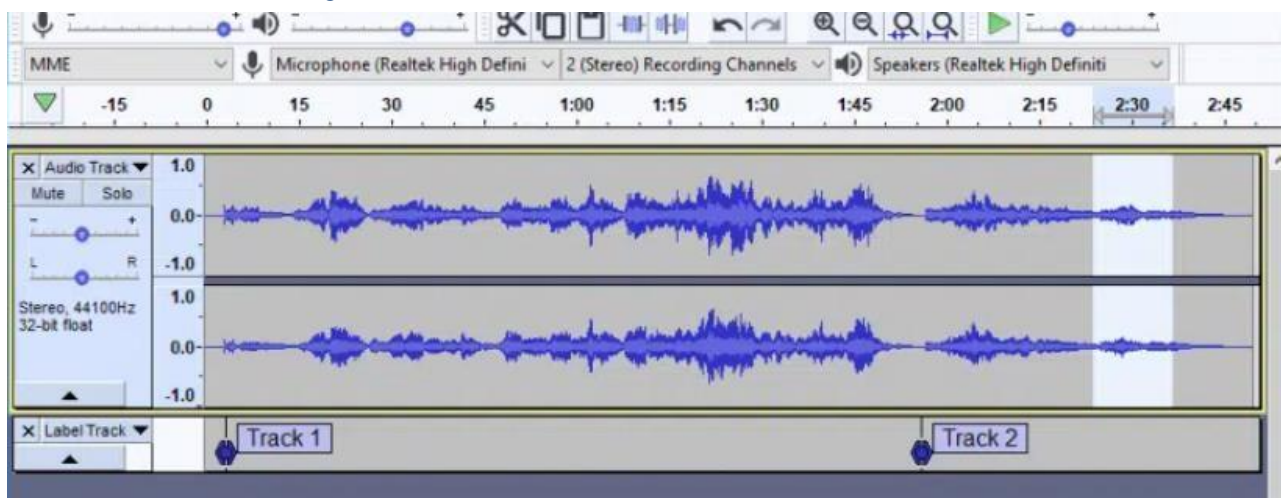 MME Microphone (Realtek High Defini 2 (Stereo) Recording Channels Speakers (Realtek High Definiti
-15 0 15 30 45 1:00 1:15 1:30 1:45 2:00 2:15 2:30 2:45
Audio Track
Mute Solo
- +
L R
Stereo, 44100Hz
32-bit float
1.0
0.0
-1.0
1.0
0.0
-1.0
Label Track
Track 1 Track 2